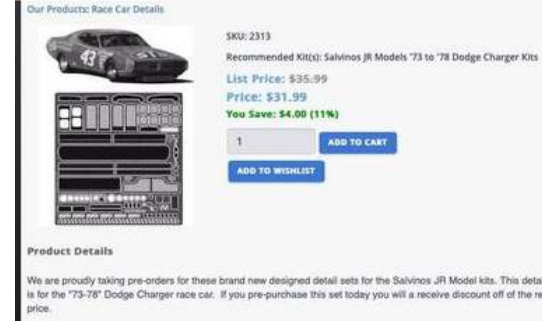 Our Products: Race Car Details
43
SKU: 2313
Recommended Kit(s): Salvinos JR Models '73 to '78 Dodge Charger Kits
List Price: $35.99
Price: $31.99
You Save: $4.00 (11%)
1
ADD TO CART
ADD TO WISHLIST
Product Details
We are proudly taking pre-orders for these brand new designed detail sets for the Salvinos JR Model kits. This detai
is for the "73-78" Dodge Charger race car. If you pre-purchase this set today you will a receive discount off of the re
price.